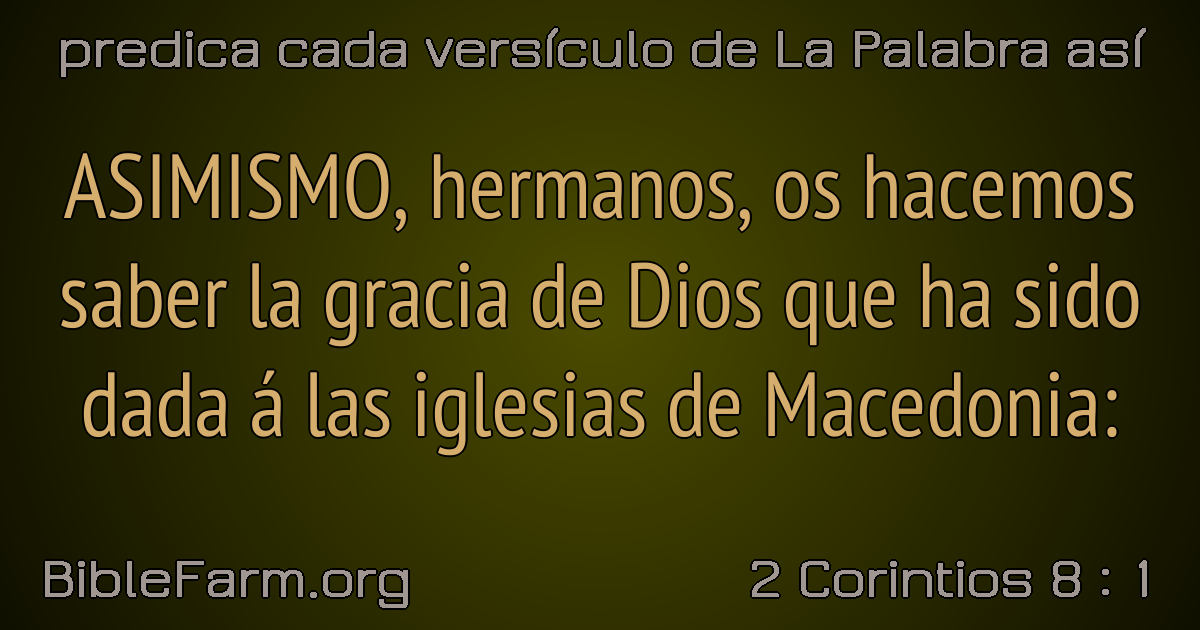 predica cada versículo de La Palabra así
ASIMISMO, hermanos, os hacemos
saber la gracia de Dios que ha sido
dada á las iglesias de Macedonia:
BibleFarm.org
2 Corintios 8 : 1